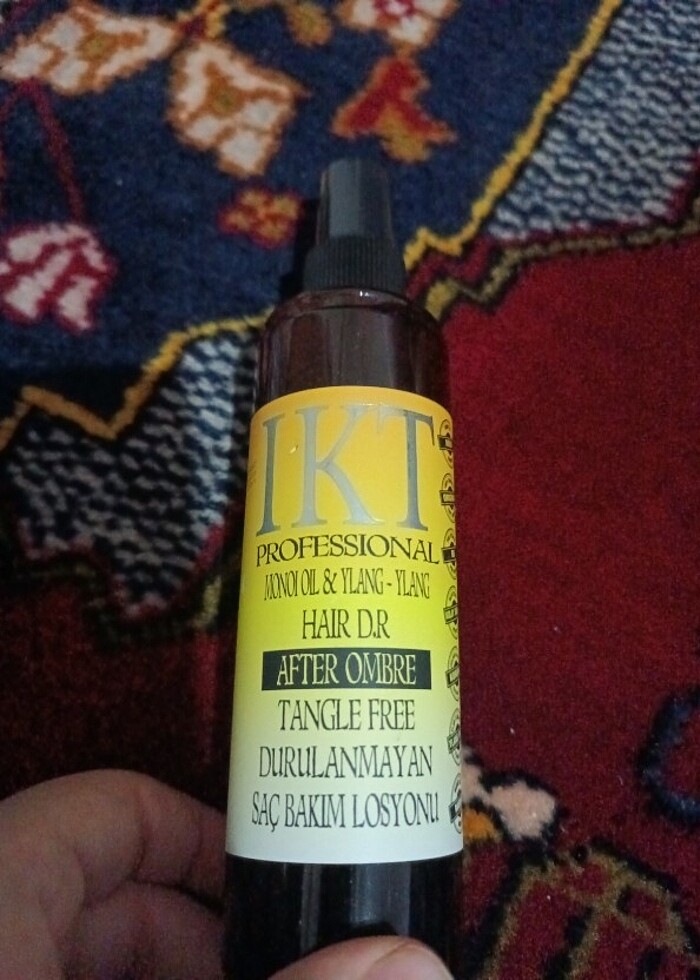 IKT
PROFESSIONAL
MONOI OIL & YLANG - YLANG
HAIR D.R
AFTER OMBRE
TANGLE FREE
DURULANMAYAN
SAÇ BAKIM LOSYONU